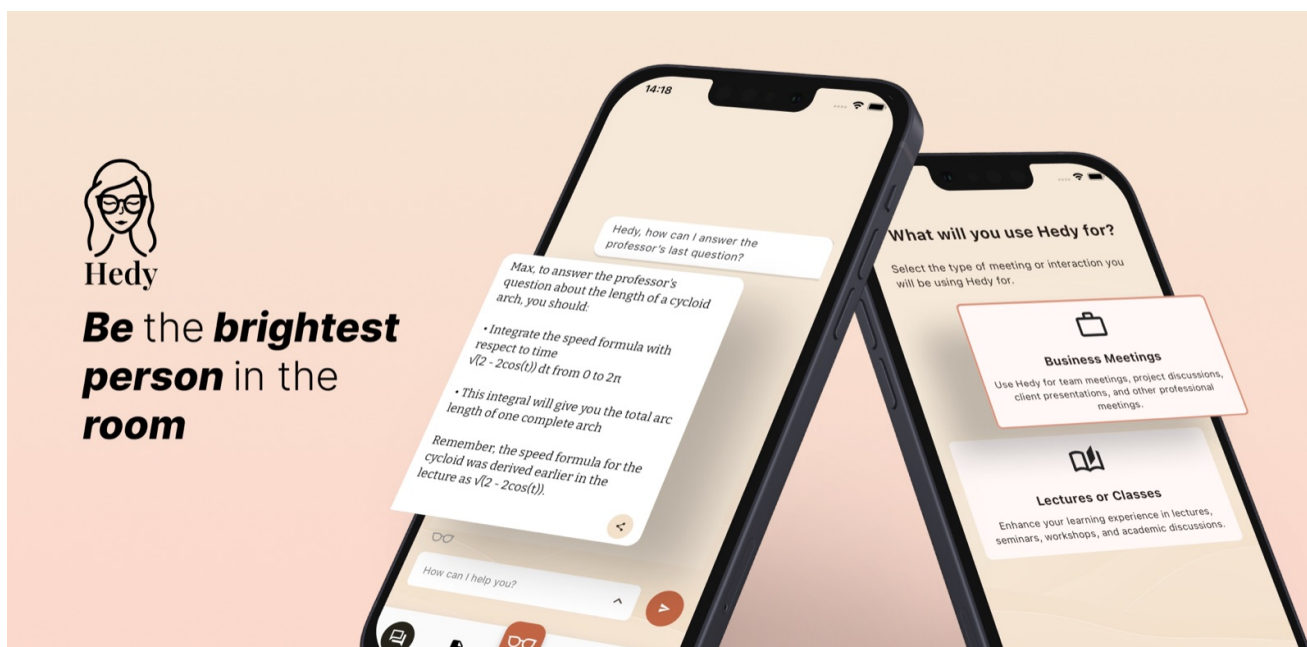 Hedy
Be the brightest
person in the
room
14:18
Hedy, how can I answer the
professor's last question?
Max, to answer the professor's
question about the length of a cycloid
arch, you should:
• Integrate the speed formula with
respect to time
√(2 - 2cos(t)) dt from 0 to 2π
• This integral will give you the total arc
length of one complete arch
Remember, the speed formula for the
cycloid was derived earlier in the
lecture as √(2 - 2cos(t)).
How can I help you?
What will you use Hedy for?
Select the type of meeting or interaction you
will be using Hedy for.
Business Meetings
Use Hedy for team meetings, project discussions,
client presentations, and other professional
meetings.
Lectures or Classes
Enhance your learning experience in lectures,
seminars, workshops, and academic discussions.